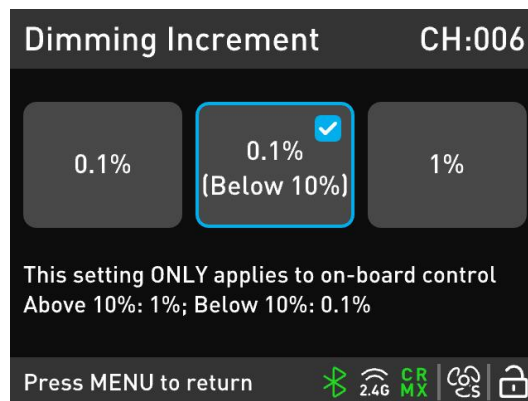 Dimming Increment CH:006
0.1%
0.1%
(Below 10%)
1%
This setting ONLY applies to on-board control
Above 10%: 1%; Below 10%: 0.1%
Press MENU to return
2.4G
CR
MX
S